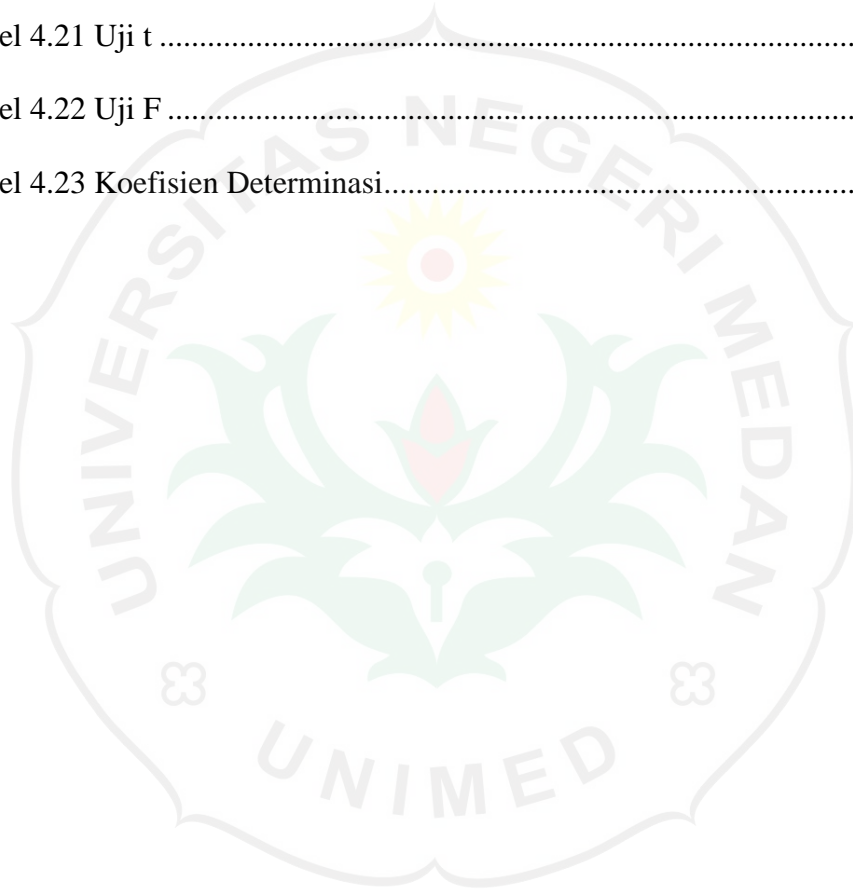 el 4.21 Uji t ......................................................................................
el 4.22 Uji F .....................................................................................
el 4.23 Koefisien Determinasi..........................................................
UNIVERSITAS NEGERI MEDAN
UNIMED